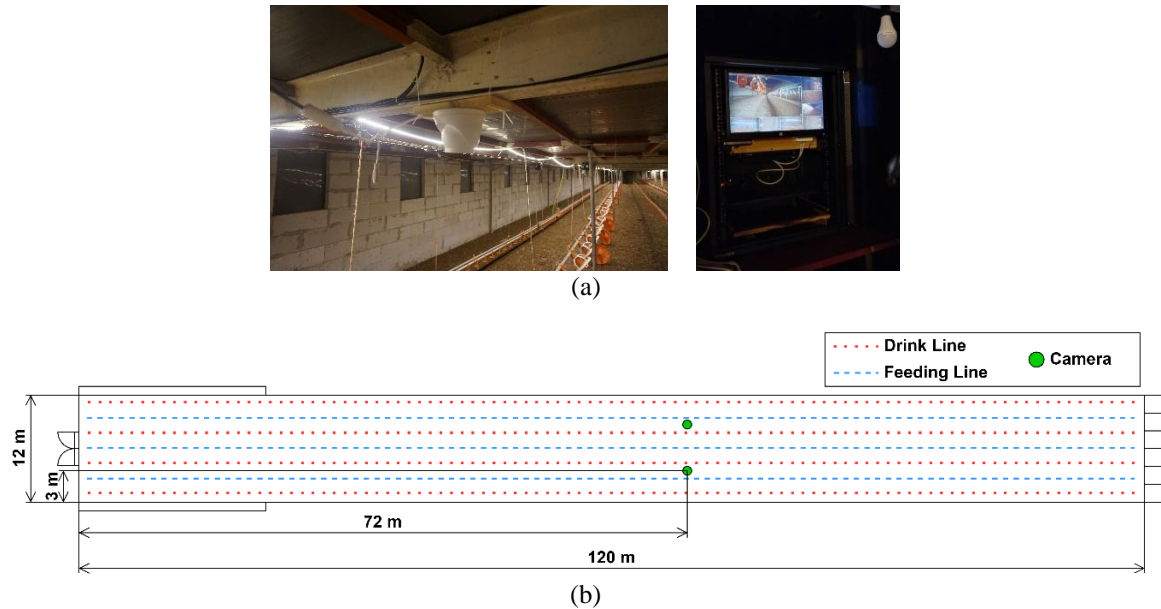 (a)
Drink Line
Feeding Line
Camera
12 m
3 m
72 m
120 m
(b)